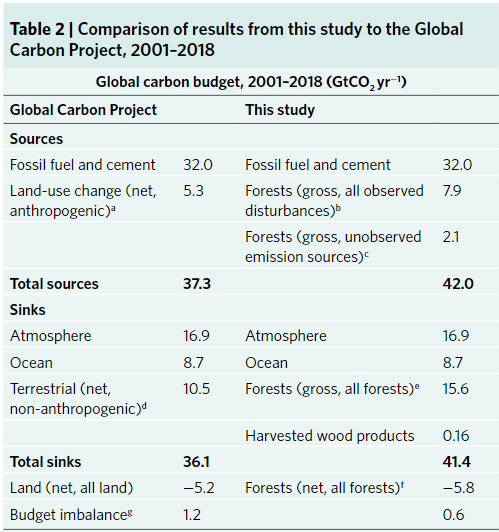 Table 2 | Comparison of results from this study to the Global
Carbon Project, 2001–2018
Global carbon budget, 2001–2018 (GtCO₂ yr⁻¹)
Global Carbon Project This study
Sources
Fossil fuel and cement 32.0 Fossil fuel and cement 32.0
Land-use change (net, 5.3 Forests (gross, all observed 7.9
anthropogenic)ᵃ disturbances)ᵇ
Forests (gross, unobserved 2.1
emission sources)ᶜ
Total sources 37.3 42.0
Sinks
Atmosphere 16.9 Atmosphere 16.9
Ocean 8.7 Ocean 8.7
Terrestrial (net, 10.5 Forests (gross, all forests)ᵉ 15.6
non-anthropogenic)ᵈ
Harvested wood products 0.16
Total sinks 36.1 41.4
Land (net, all land) −5.2 Forests (net, all forests)ᶠ −5.8
Budget imbalanceᵍ 1.2 0.6